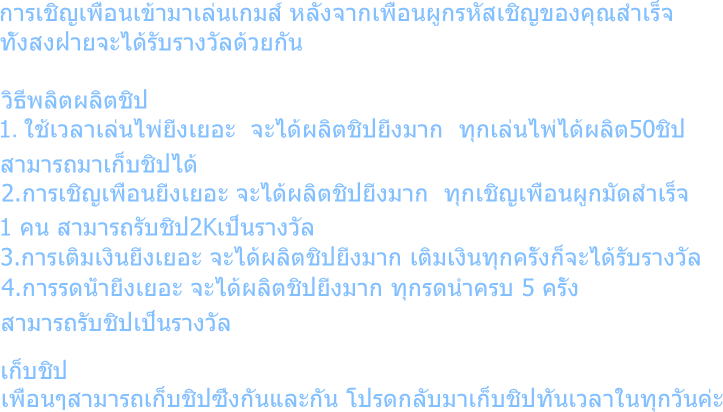 การเชิญเพื่อนเข้ามาเล่นเกมส์ หลังจากเพื่อนผูกรหัสเชิญของคุณสำเร็จ
ทั้งสงฝ่ายจะได้รับรางวัลด้วยกัน
วิธีพลิตผลิตชิป
1. ใช้เวลาเล่นไพ่ยิ่งเยอะ จะได้ผลิตชิปยิ่งมาก ทุกเล่นไพ่ได้ผลิต50ชิป
สามารถมาเก็บชิปได้
2.การเชิญเพื่อนยิ่งเยอะ จะได้ผลิตชิปยิ่งมาก ทุกเชิญเพื่อนผูกมัดสำเร็จ
1 คน สามารถรับชิป2Kเป็นรางวัล
3.การเติมเงินยิ่งเยอะ จะได้ผลิตชิปยิ่งมาก เติมเงินทุกครั้งก็จะได้รับรางวัล
4.การรดน้ำยิ่งเยอะ จะได้ผลิตชิปยิ่งมาก ทุกรดนำครบ 5 ครั้ง
สามารถรับชิปเป็นรางวัล
เก็บชิป
เพื่อนๆสามารถเก็บชิปซึ่งกันและกัน โปรดกลับมาเก็บชิปทันเวลาในทุกวันค่ะ